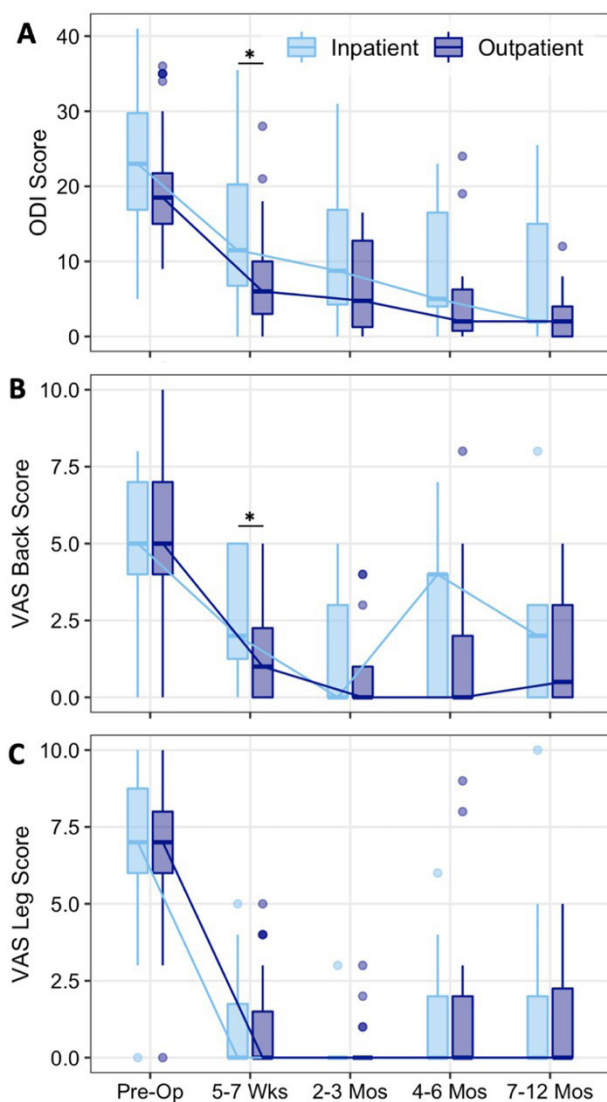 A
Inpatient
Outpatient
*
ODI Score
40
30
20
10
0
B
*
VAS Back Score
10.0
7.5
5.0
2.5
0.0
C
VAS Leg Score
10.0
7.5
5.0
2.5
0.0
Pre-Op 5-7 Wks 2-3 Mos 4-6 Mos 7-12 Mos